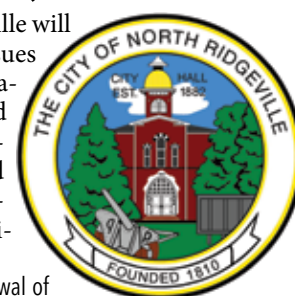 lle will
ues
a-
d
-
d
-
i-
wal of
THE CITY OF NORTH RIDGEVILLE
CITY HALL
EST. 1882
FOUNDED 1810